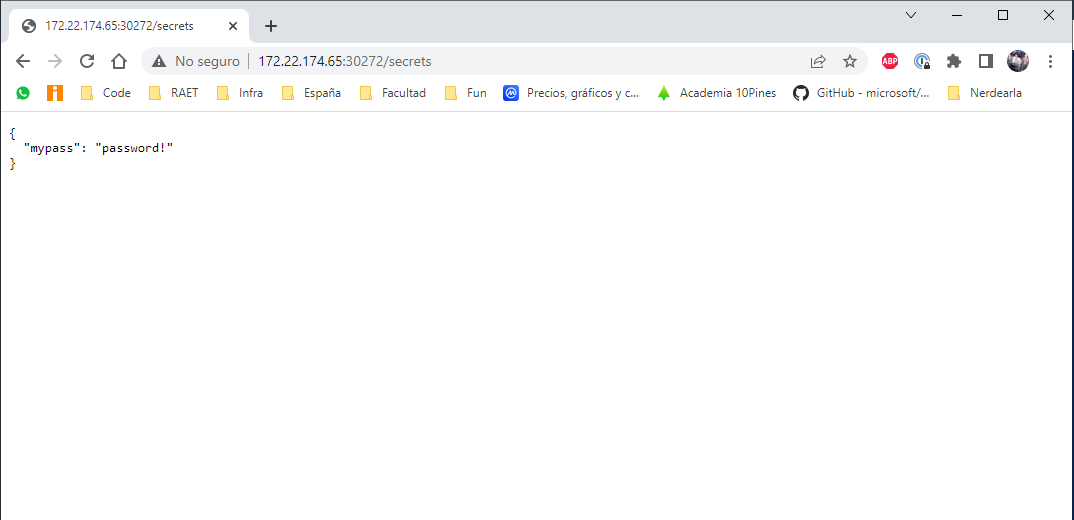 172.22.174.65:30272/secrets
No seguro 172.22.174.65:30272/secrets
ABP
Code RAET Infra España Facultad Fun Precios, gráficos y c... Academia 10Pines GitHub - microsoft/... Nerdearla
{
"mypass": "password!"
}